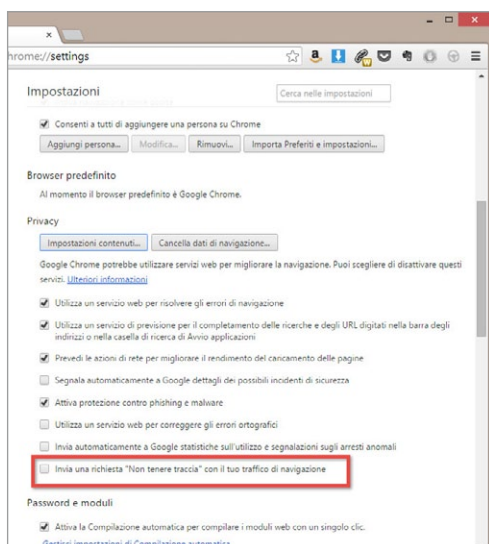 hrome://settings
Impostazioni
Cerca nelle impostazioni
Consenti a tutti di aggiungere una persona su Chrome
Aggiungi persona... Modifica... Rimuovi... Importa Preferiti e impostazioni...
Browser predefinito
Al momento il browser predefinito è Google Chrome.
Privacy
Impostazioni contenuti... Cancella dati di navigazione...
Google Chrome potrebbe utilizzare servizi web per migliorare la navigazione. Puoi scegliere di disattivare questi
servizi. Ulteriori informazioni
Utilizza un servizio web per risolvere gli errori di navigazione
Utilizza un servizio di previsione per il completamento delle ricerche e degli URL digitati nella barra degli
indirizzi o nella casella di ricerca di Avvio applicazioni
Prevedi le azioni di rete per migliorare il rendimento del caricamento delle pagine
Segnala automaticamente a Google dettagli dei possibili incidenti di sicurezza
Attiva protezione contro phishing e malware
Utilizza un servizio web per correggere gli errori ortografici
Invia automaticamente a Google statistiche sull'utilizzo e segnalazioni sugli arresti anomali
Invia una richiesta "Non tenere traccia" con il tuo traffico di navigazione
Password e moduli
Attiva la Compilazione automatica per compilare i moduli web con un singolo clic.
Gestisci impostazioni di Compilazione automatica